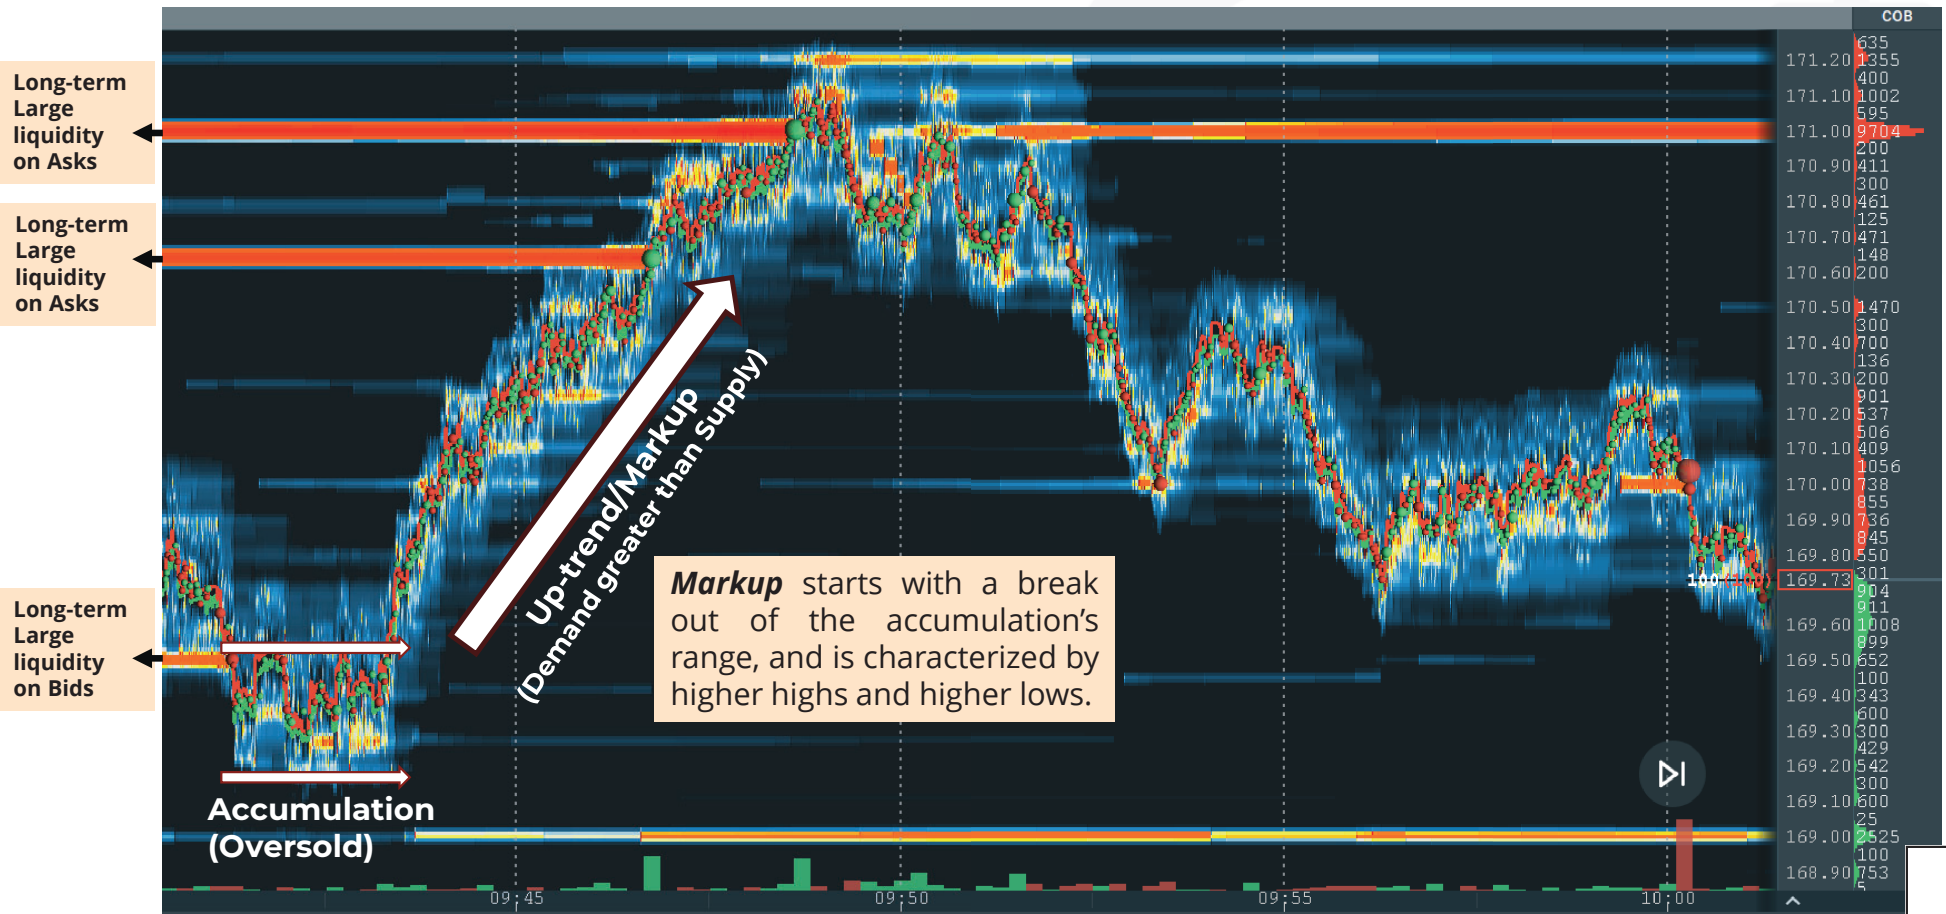 COB
Long-term
Large
liquidity
on Asks
Long-term
Large
liquidity
on Asks
Long-term
Large
liquidity
on Bids
Up-trend/Markup
(Demand greater than Supply)
Markup starts with a break
out of the accumulation's
range, and is characterized by
higher highs and higher lows.
Accumulation
(Oversold)
635
171.20 1355
400
171.10 1002
595
171.00 9704
200
170.90 411
300
170.80 461
125
170.70 471
148
170.60 200
170.50 1470
300
170.40 700
136
170.30 200
901
170.20 537
506
170.10 409
1056
170.00 738
855
169.90 736
845
169.80 550
301
100 (100) 169.73
904
911
169.60 1008
899
169.50 652
100
169.40 343
600
169.30 300
429
169.20 542
300
169.10 600
25
169.00 2525
100
168.90 753
5
09:45 09:50 09:55 10:00